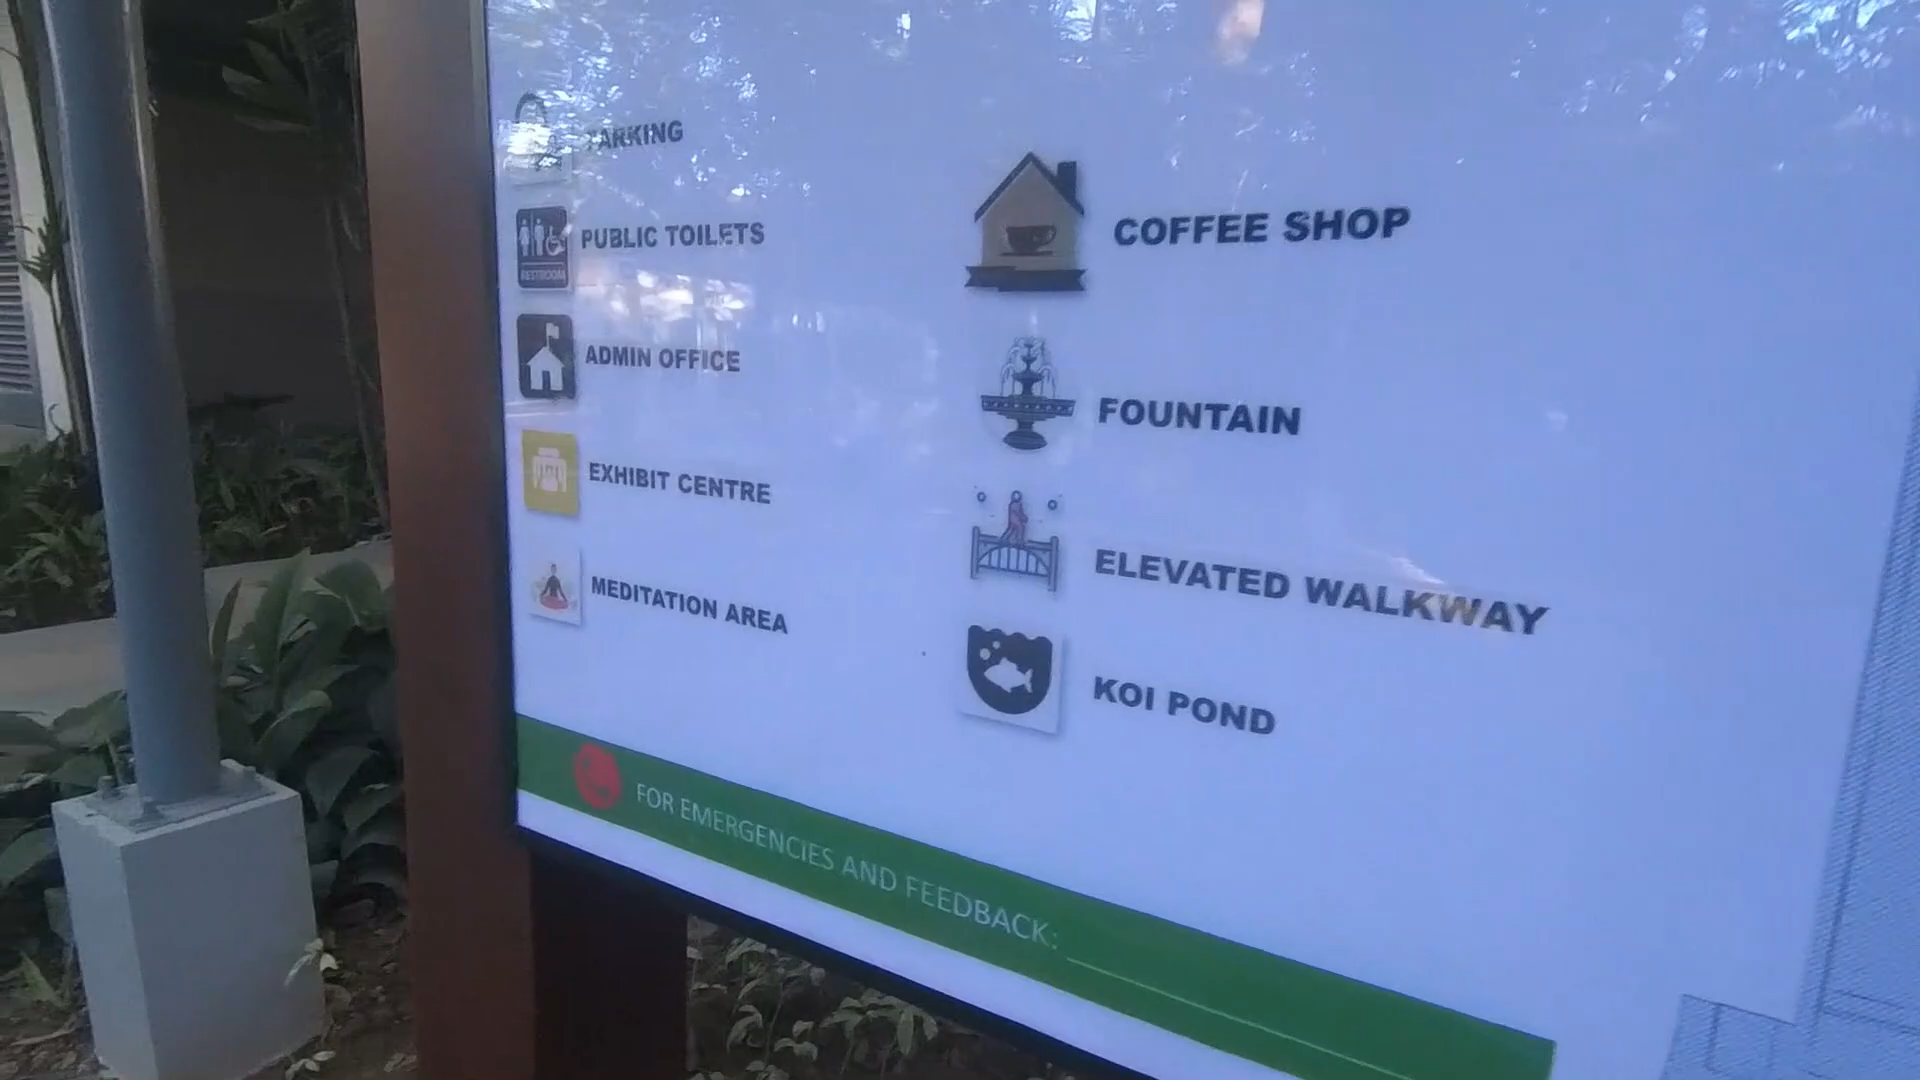 PARKING
PUBLIC TOILETS
RESTROOM
ADMIN OFFICE
EXHIBIT CENTRE
MEDITATION AREA
COFFEE SHOP
FOUNTAIN
ELEVATED WALKWAY
KOI POND
FOR EMERGENCIES AND FEEDBACK: